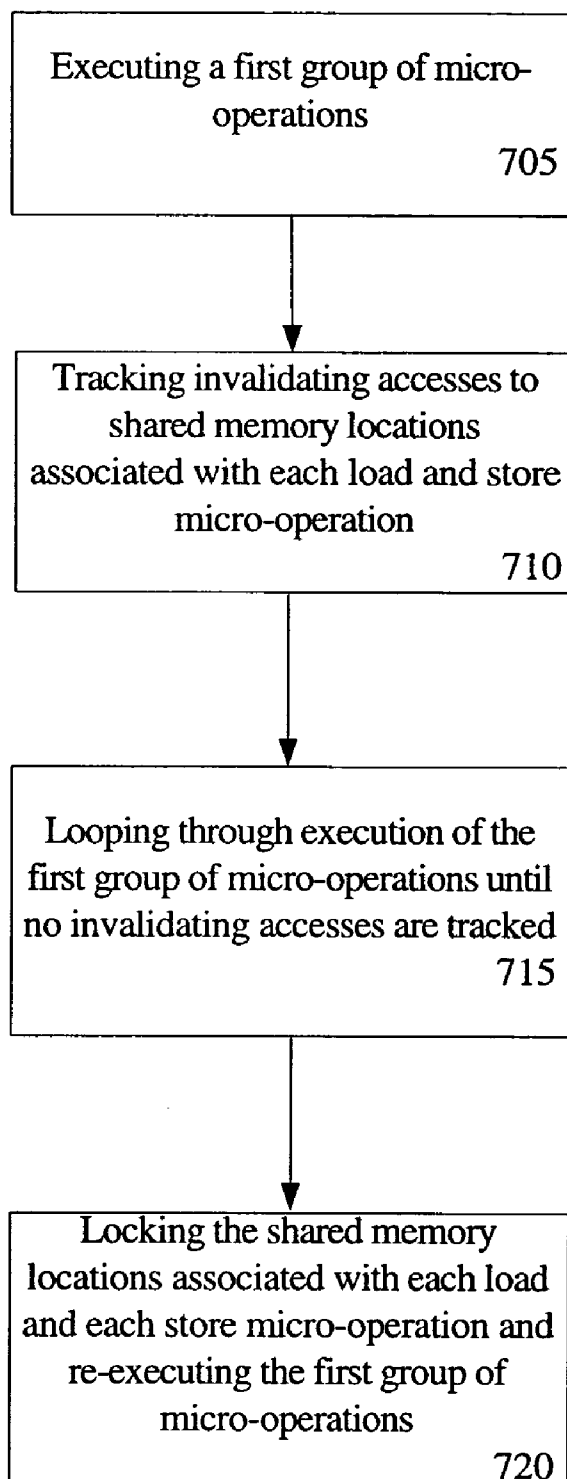 Executing a first group of micro-
operations
705
Tracking invalidating accesses to
shared memory locations
associated with each load and store
micro-operation
710
Looping through execution of the
first group of micro-operations until
no invalidating accesses are tracked
715
Locking the shared memory
locations associated with each load
and each store micro-operation and
re-executing the first group of
micro-operations
720